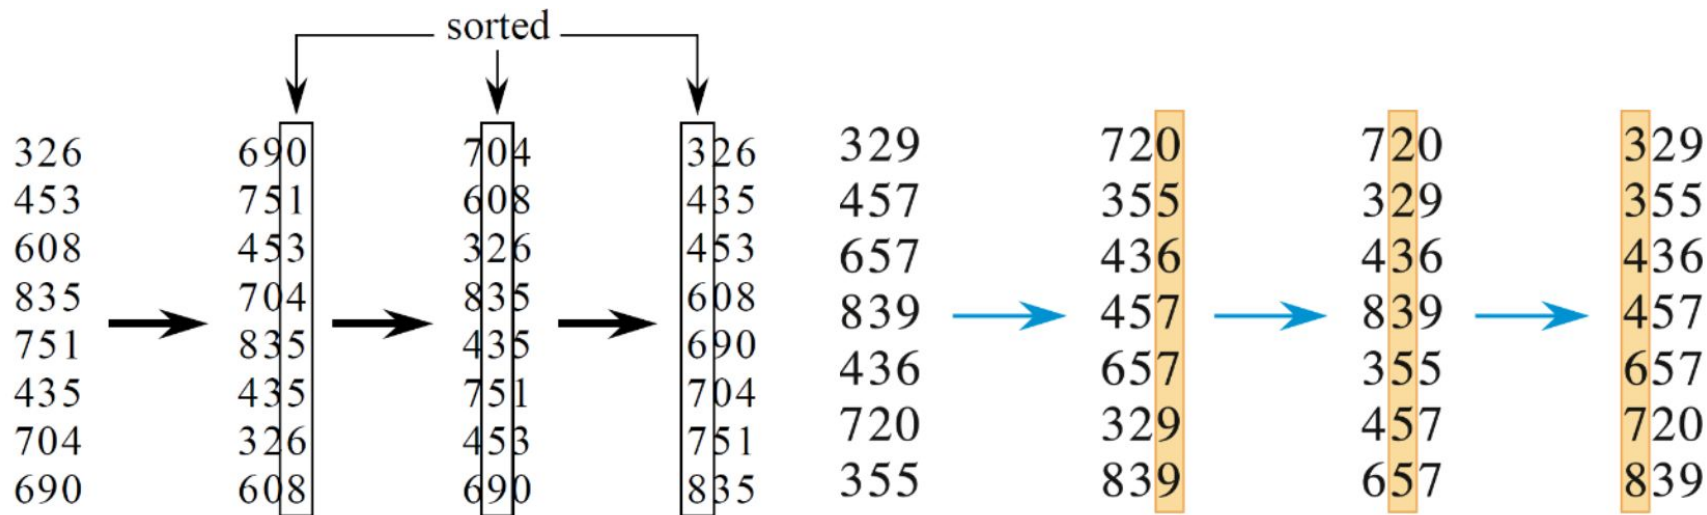 sorted
326 690 704 326
453 751 608 435
608 453 326 453
835 704 835 608
751 835 435 690
435 435 751 704
704 326 453 751
690 608 690 835
329 720 720 329
457 355 329 355
657 436 436 436
839 457 839 457
436 657 355 657
720 329 457 720
355 839 657 839